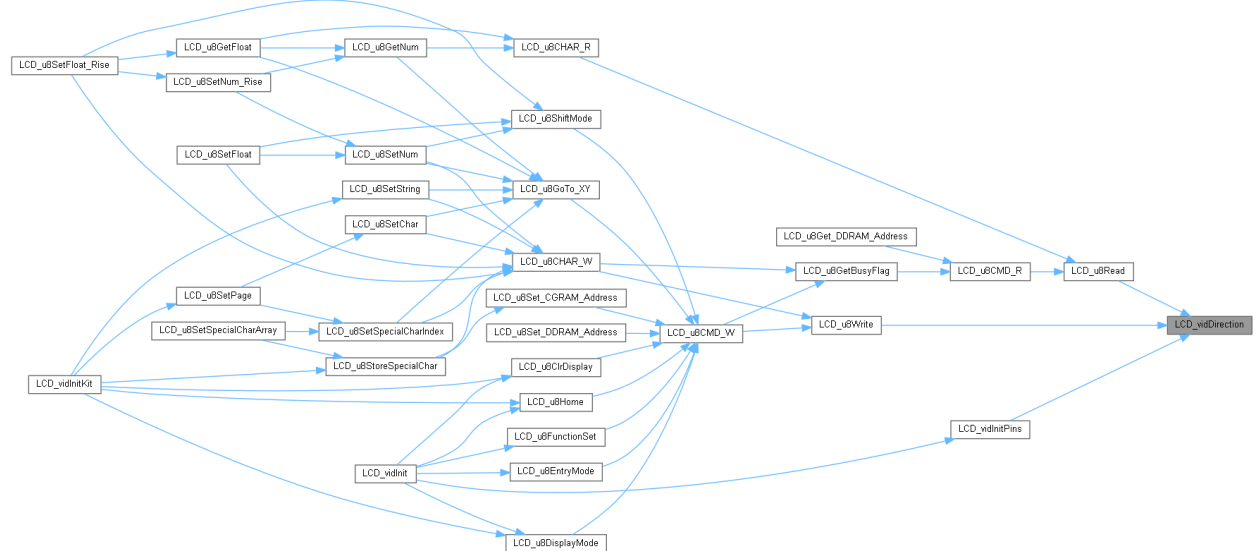 LCD_u8SetFloat_Rise
LCD_u8GetFloat
LCD_u8SetNum_Rise
LCD_u8GetNum
LCD_u8CHAR_R
LCD_u8ShiftMode
LCD_u8SetFloat
LCD_u8SetNum
LCD_u8SetString
LCD_u8GoTo_XY
LCD_u8SetChar
LCD_u8CHAR_W
LCD_u8Get_DDRAM_Address
LCD_u8GetBusyFlag
LCD_u8CMD_R
LCD_u8Read
LCD_u8SetPage
LCD_u8Set_CGRAM_Address
LCD_u8SetSpecialCharArray
LCD_u8SetSpecialCharIndex
LCD_u8Set_DDRAM_Address
LCD_u8CMD_W
LCD_u8Write
LCD_vidDirection
LCD_u8StoreSpecialChar
LCD_u8ClrDisplay
LCD_vidInitKit
LCD_u8Home
LCD_u8FunctionSet
LCD_vidInitPins
LCD_vidInit
LCD_u8EntryMode
LCD_u8DisplayMode